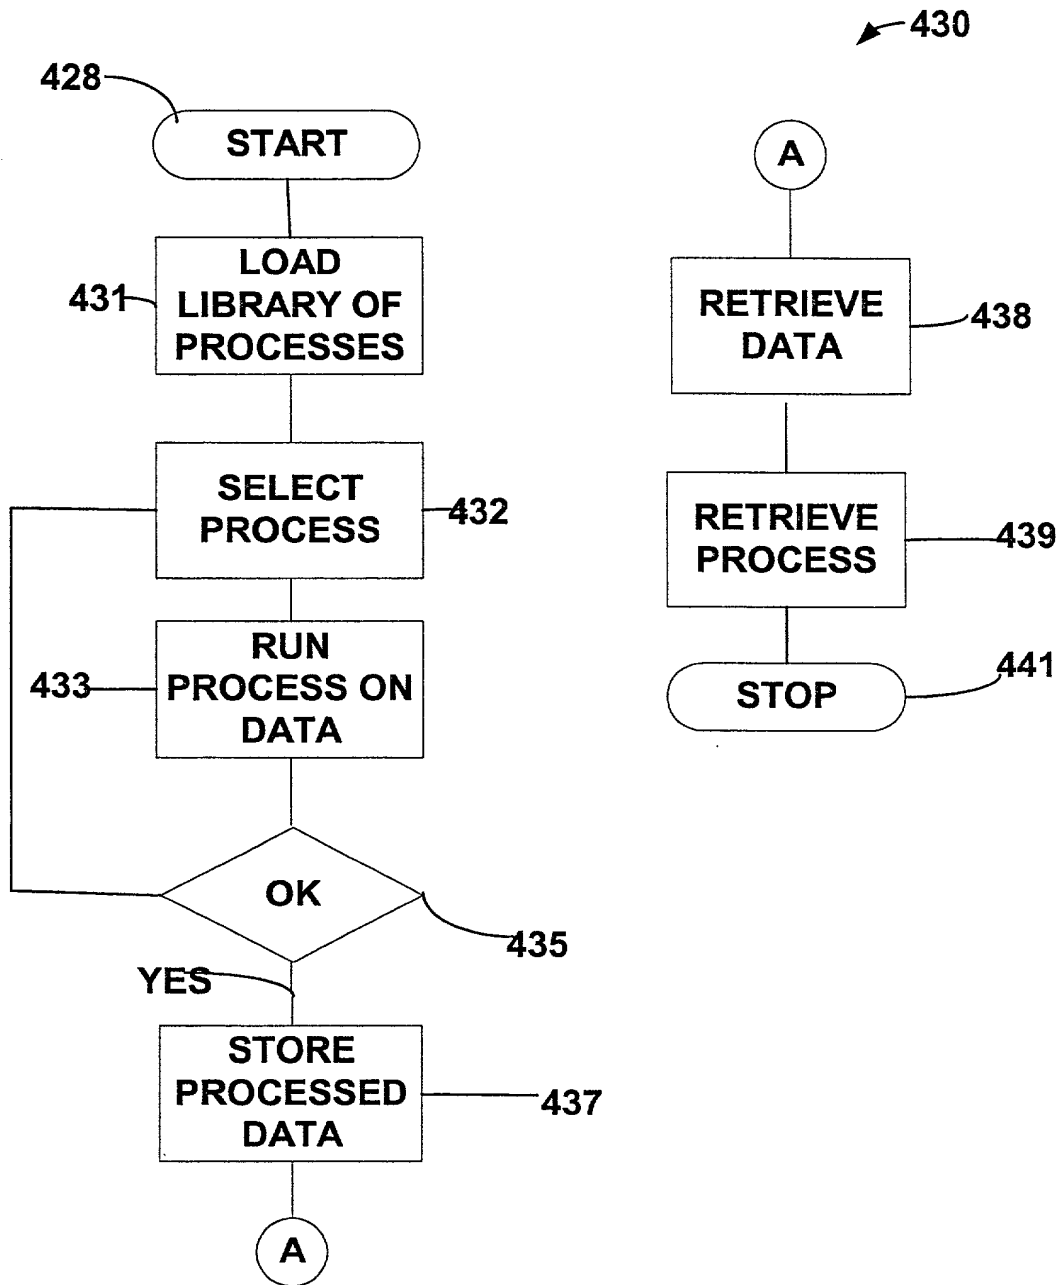 430
428
START
LOAD
LIBRARY OF
PROCESSES
431
SELECT
PROCESS
432
RUN
PROCESS ON
DATA
433
OK
435
YES
STORE
PROCESSED
DATA
437
A
A
RETRIEVE
DATA
438
RETRIEVE
PROCESS
439
STOP
441